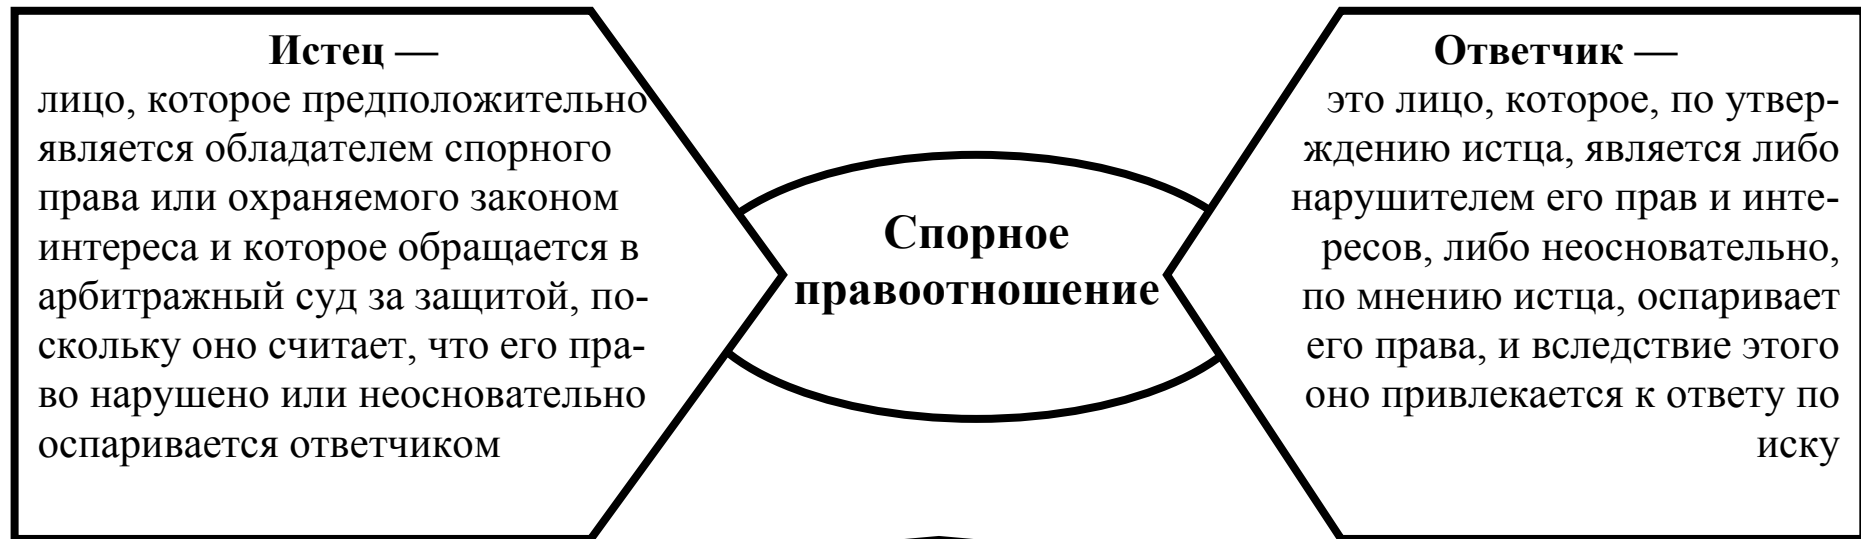 Истец —
лицо, которое предположительно
является обладателем спорного
права или охраняемого законом
интереса и которое обращается в
арбитражный суд за защитой, по-
скольку оно считает, что его пра-
во нарушено или неосновательно
оспаривается ответчиком
Спорное
правоотношение
Ответчик —
это лицо, которое, по утвер-
ждению истца, является либо
нарушителем его прав и инте-
ресов, либо неосновательно,
по мнению истца, оспаривает
его права, и вследствие этого
оно привлекается к ответу по
иску